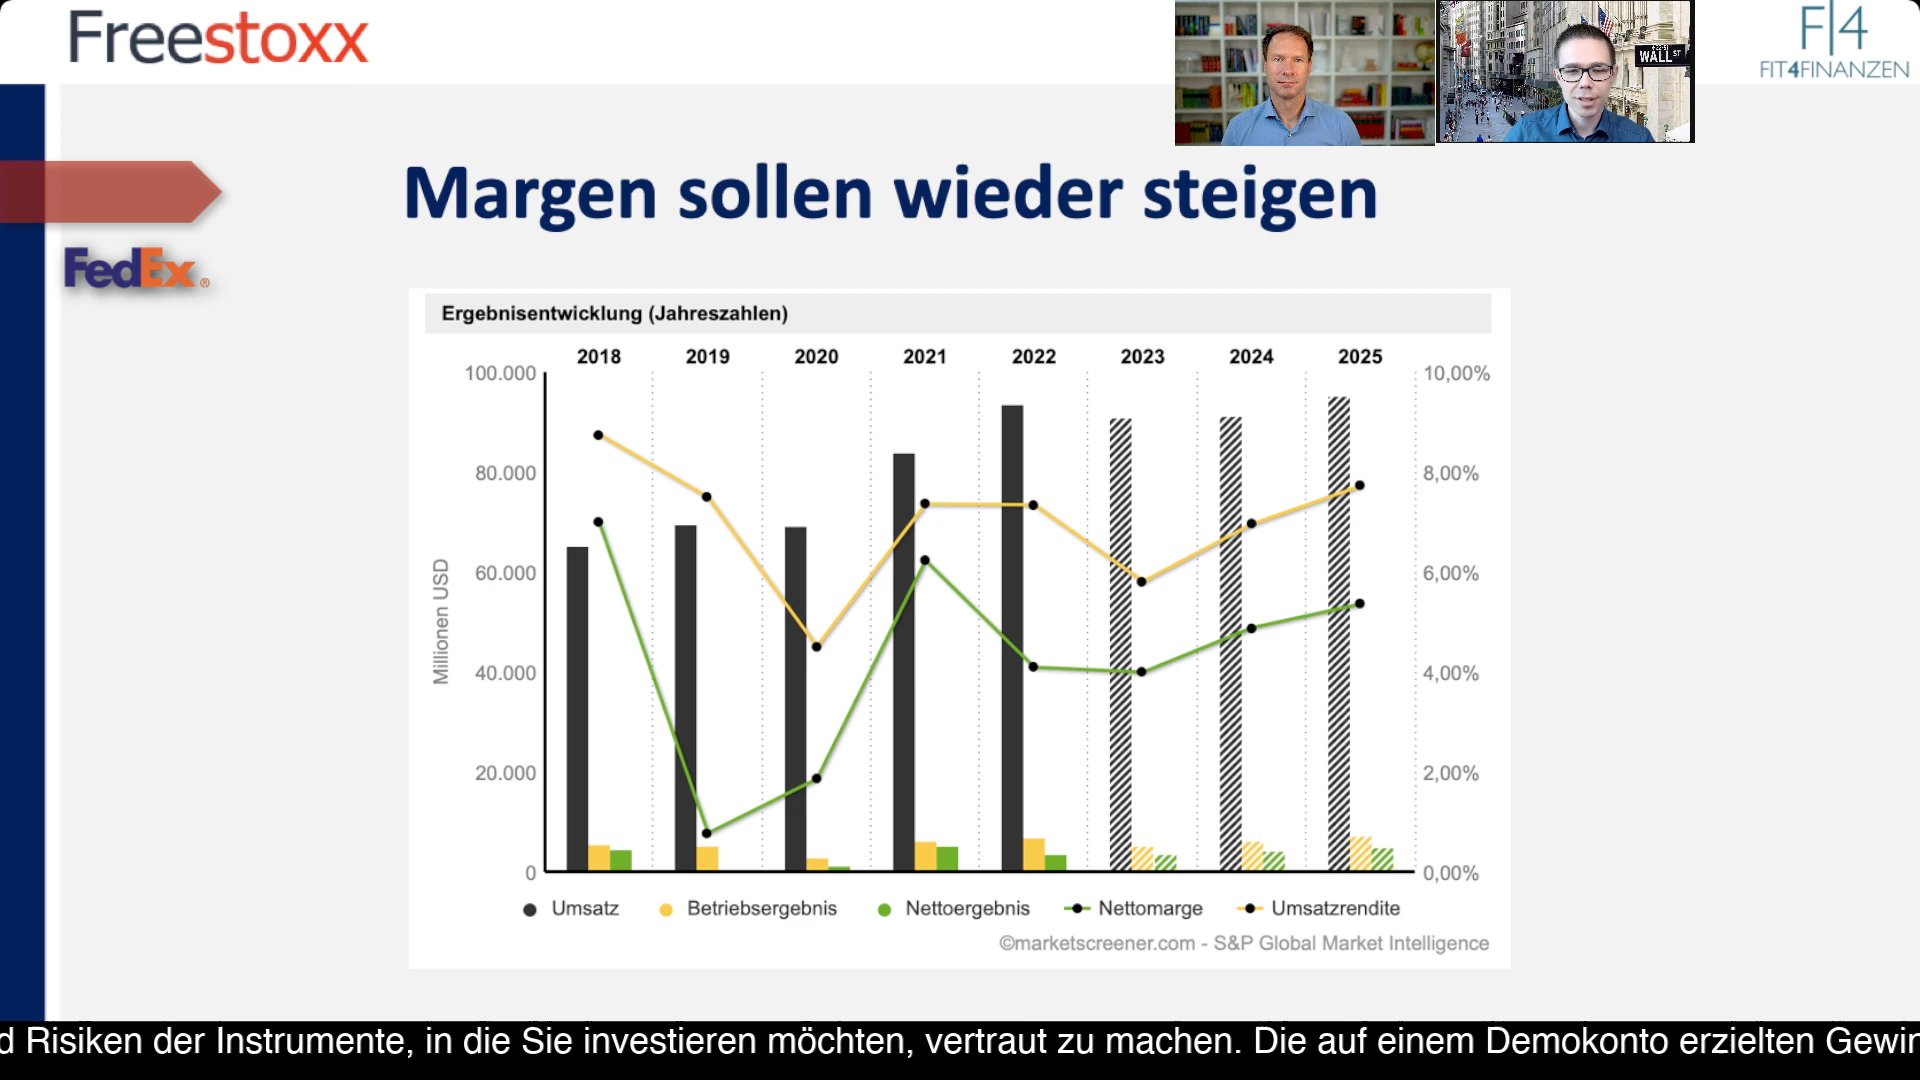 Freestoxx
WALL ST
F|4
FIT4FINANZEN
Margen sollen wieder steigen
FedEx®
Ergebnisentwicklung (Jahreszahlen)
2018 2019 2020 2021 2022 2023 2024 2025
100.000 10,00%
80.000 8,00%
60.000 6,00%
40.000 4,00%
20.000 2,00%
0 0,00%
Millionen USD
Umsatz Betriebsergebnis Nettoergebnis Nettomarge Umsatzrendite
©marketscreener.com - S&P Global Market Intelligence
d Risiken der Instrumente, in die Sie investieren möchten, vertraut zu machen. Die auf einem Demokonto erzielten Gewin